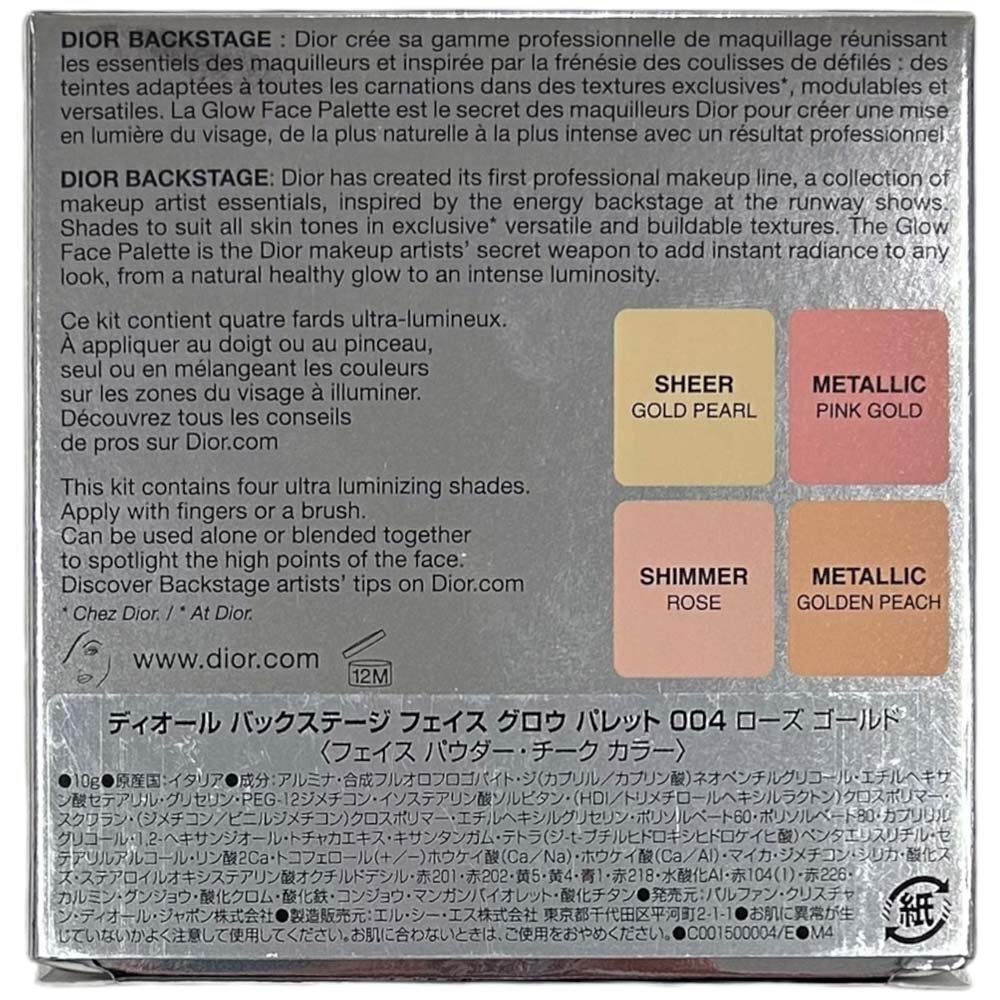 DIOR BACKSTAGE : Dior crée sa gamme professionnelle de maquillage réunissant
les essentiels des maquilleurs et inspirée par la frénésie des coulisses de défilés : des
teintes adaptées à toutes les carnations dans des textures exclusives*, modulables et
versatiles. La Glow Face Palette est le secret des maquilleurs Dior pour créer une mise
en lumière du visage, de la plus naturelle à la plus intense avec un résultat professionnel.
DIOR BACKSTAGE: Dior has created its first professional makeup line, a collection of
makeup artist essentials, inspired by the energy backstage at the runway shows.
Shades to suit all skin tones in exclusive* versatile and buildable textures. The Glow
Face Palette is the Dior makeup artists' secret weapon to add instant radiance to any
look, from a natural healthy glow to an intense luminosity.
Ce kit contient quatre fards ultra-lumineux.
À appliquer au doigt ou au pinceau,
seul ou en mélangeant les couleurs
sur les zones du visage à illuminer.
Découvrez tous les conseils
de pros sur Dior.com
This kit contains four ultra luminizing shades.
Apply with fingers or a brush.
Can be used alone or blended together
to spotlight the high points of the face.
Discover Backstage artists' tips on Dior.com
* Chez Dior. / * At Dior.
SHEER
GOLD PEARL
METALLIC
PINK GOLD
SHIMMER
ROSE
METALLIC
GOLDEN PEACH
www.dior.com
12M
ディオール バックステージ フェイス グロウ パレット 004 ローズ ゴールド
〈フェイス パウダー・チーク カラー〉
●10g●原産国:イタリア●成分:アルミナ・合成フルオロフロゴパイト・ジ(カプリル/カプリン酸)ネオペンチルグリコール・エチルヘキサ
ン酸セテアリル・グリセリン・PEG-12ジメチコン・イソステアリン酸ソルビタン・(HDI/トリメチロールヘキシルラクトン)クロスポリマー・
スクワラン・(ジメチコン/ビニルジメチコン)クロスポリマー・エチルヘキシルグリセリン・ポリソルベート60・ポリソルベート80・カプリリル
グリコール・1,2-ヘキサンジオール・トチャカエキス・キサンタンガム・テトラ(ジ-t-ブチルヒドロキシヒドロケイヒ酸)ペンタエリスリチル・セ
テアリルアルコール・リン酸2Ca・トコフェロール(+/-)ホウケイ酸(Ca/Na)・ホウケイ酸(Ca/Al)・マイカ・ジメチコン・シリカ・酸化ス
ズ・ステアロイルオキシステアリン酸オクチルドデシル・赤201・赤202・黄5・黄4・青1・赤218・水酸化Al・赤104(1)・赤226・
カルミン・グンジョウ・酸化クロム・酸化鉄・コンジョウ・マンガンバイオレット・酸化チタン●発売元:パルファン・クリスチャ
ン・ディオール・ジャポン株式会社●製造販売元:エル・シー・エス株式会社 東京都千代田区平河町2-1-1●お肌に異常が生
じていないかよく注意して使用してください。お肌に合わないときは、ご使用をおやめください。●C001500004/E●M4
紙